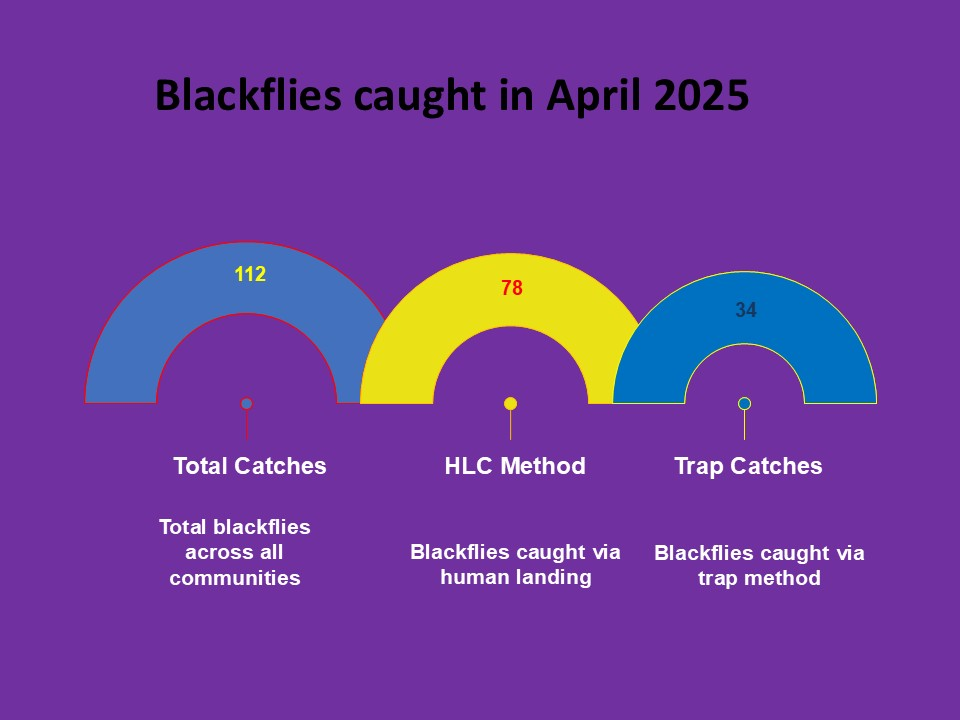 Blackflies caught in April 2025
112
78
34
Total Catches
HLC Method
Trap Catches
Total blackflies
across all
communities
Blackflies caught via
human landing
Blackflies caught via
trap method